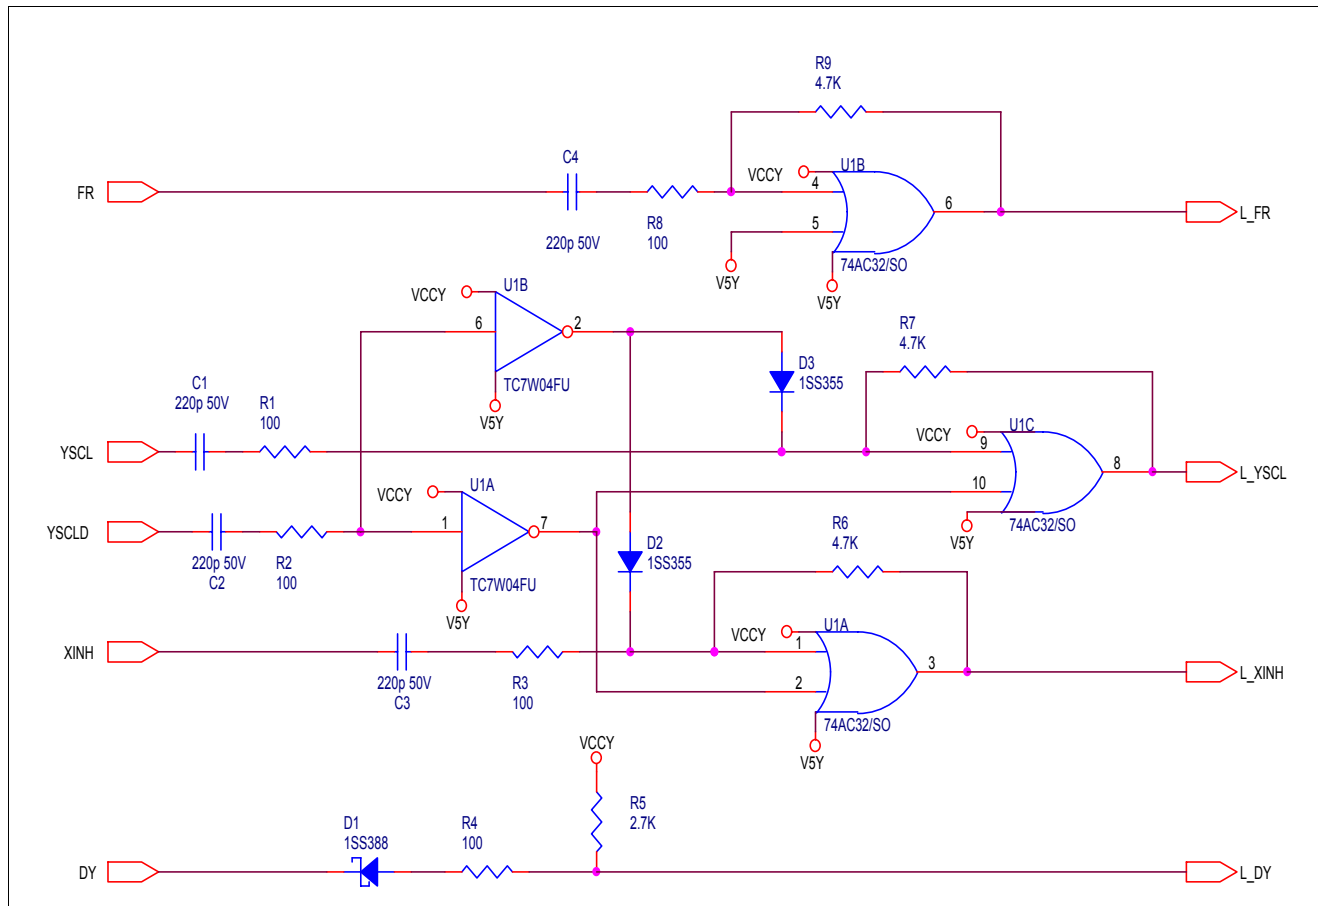 R9
4.7K
C4
VCCY
U1B
4
FR
6
L_FR
R8
100
220p 50V
5
V5Y
74AC32/SO
V5Y
U1B
VCCY
6
2
TC7W04FU
V5Y
R7
4.7K
D3
1SS355
C1
220p 50V
R1
100
VCCY
U1C
YSCL
9
8
L_YSCL
10
V5Y
74AC32/SO
U1A
VCCY
YSCLD
1
7
220p 50V
C2
R2
100
TC7W04FU
V5Y
D2
1SS355
R6
4.7K
U1A
VCCY
XINH
1
3
L_XINH
2
220p 50V
C3
R3
100
74AC32/SO
V5Y
VCCY
R5
2.7K
D1
1SS388
R4
100
DY
L_DY